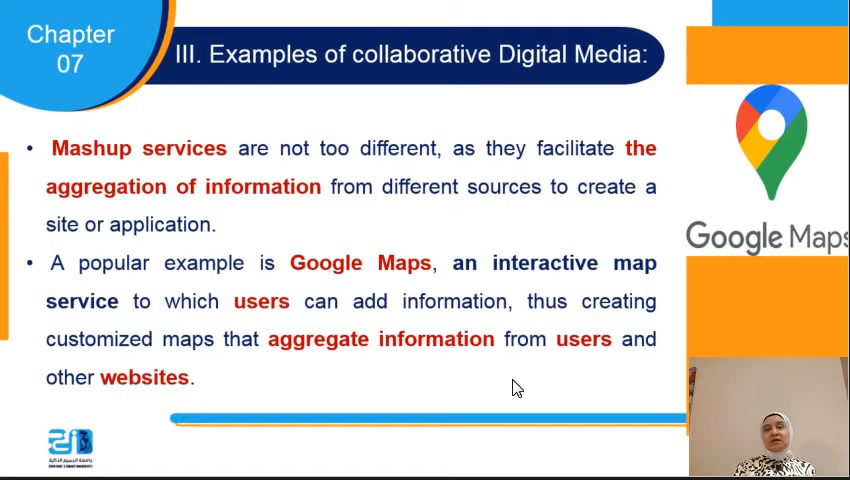 Chapter
07
III. Examples of collaborative Digital Media:
• Mashup services are not too different, as they facilitate the
aggregation of information from different sources to create a
site or application.
• A popular example is Google Maps, an interactive map
service to which users can add information, thus creating
customized maps that aggregate information from users and
other websites.
Google Maps